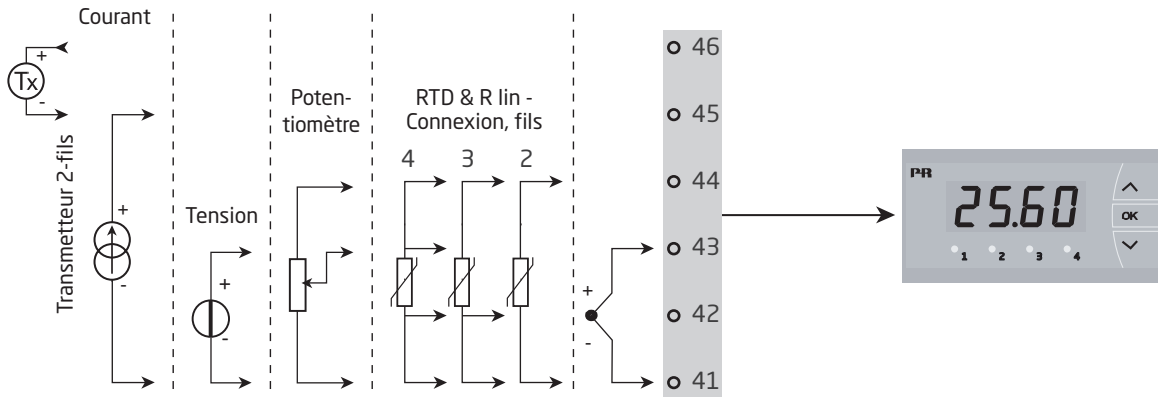 Courant
+
Tx
-
Transmetteur 2-fils
+
-
Tension
+
-
Poten-
tiomètre
RTD & R lin -
Connexion, fils
4 3 2
+
-
46
45
44
43
42
41
PR
25.60
1 2 3 4
OK